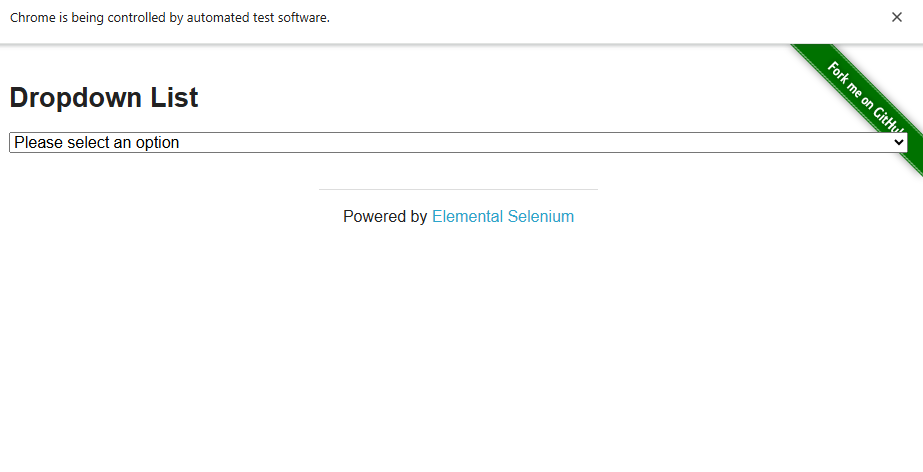 Chrome is being controlled by automated test software.
Fork me on GitHub
Dropdown List
Please select an option
Powered by Elemental Selenium